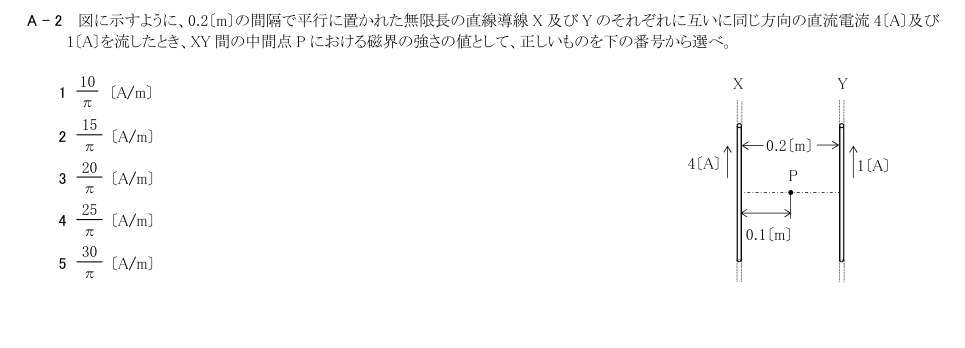 A－2 図に示すように、0.2〔m〕の間隔で平行に置かれた無限長の直線導線 X 及び Y のそれぞれに互いに同じ方向の直流電流 4〔A〕及び
1〔A〕を流したとき、XY 間の中間点 P における磁界の強さの値として、正しいものを下の番号から選べ。
1 10/π 〔A/m〕
2 15/π 〔A/m〕
3 20/π 〔A/m〕
4 25/π 〔A/m〕
5 30/π 〔A/m〕
X Y
0.2〔m〕
4〔A〕 1〔A〕
P
0.1〔m〕